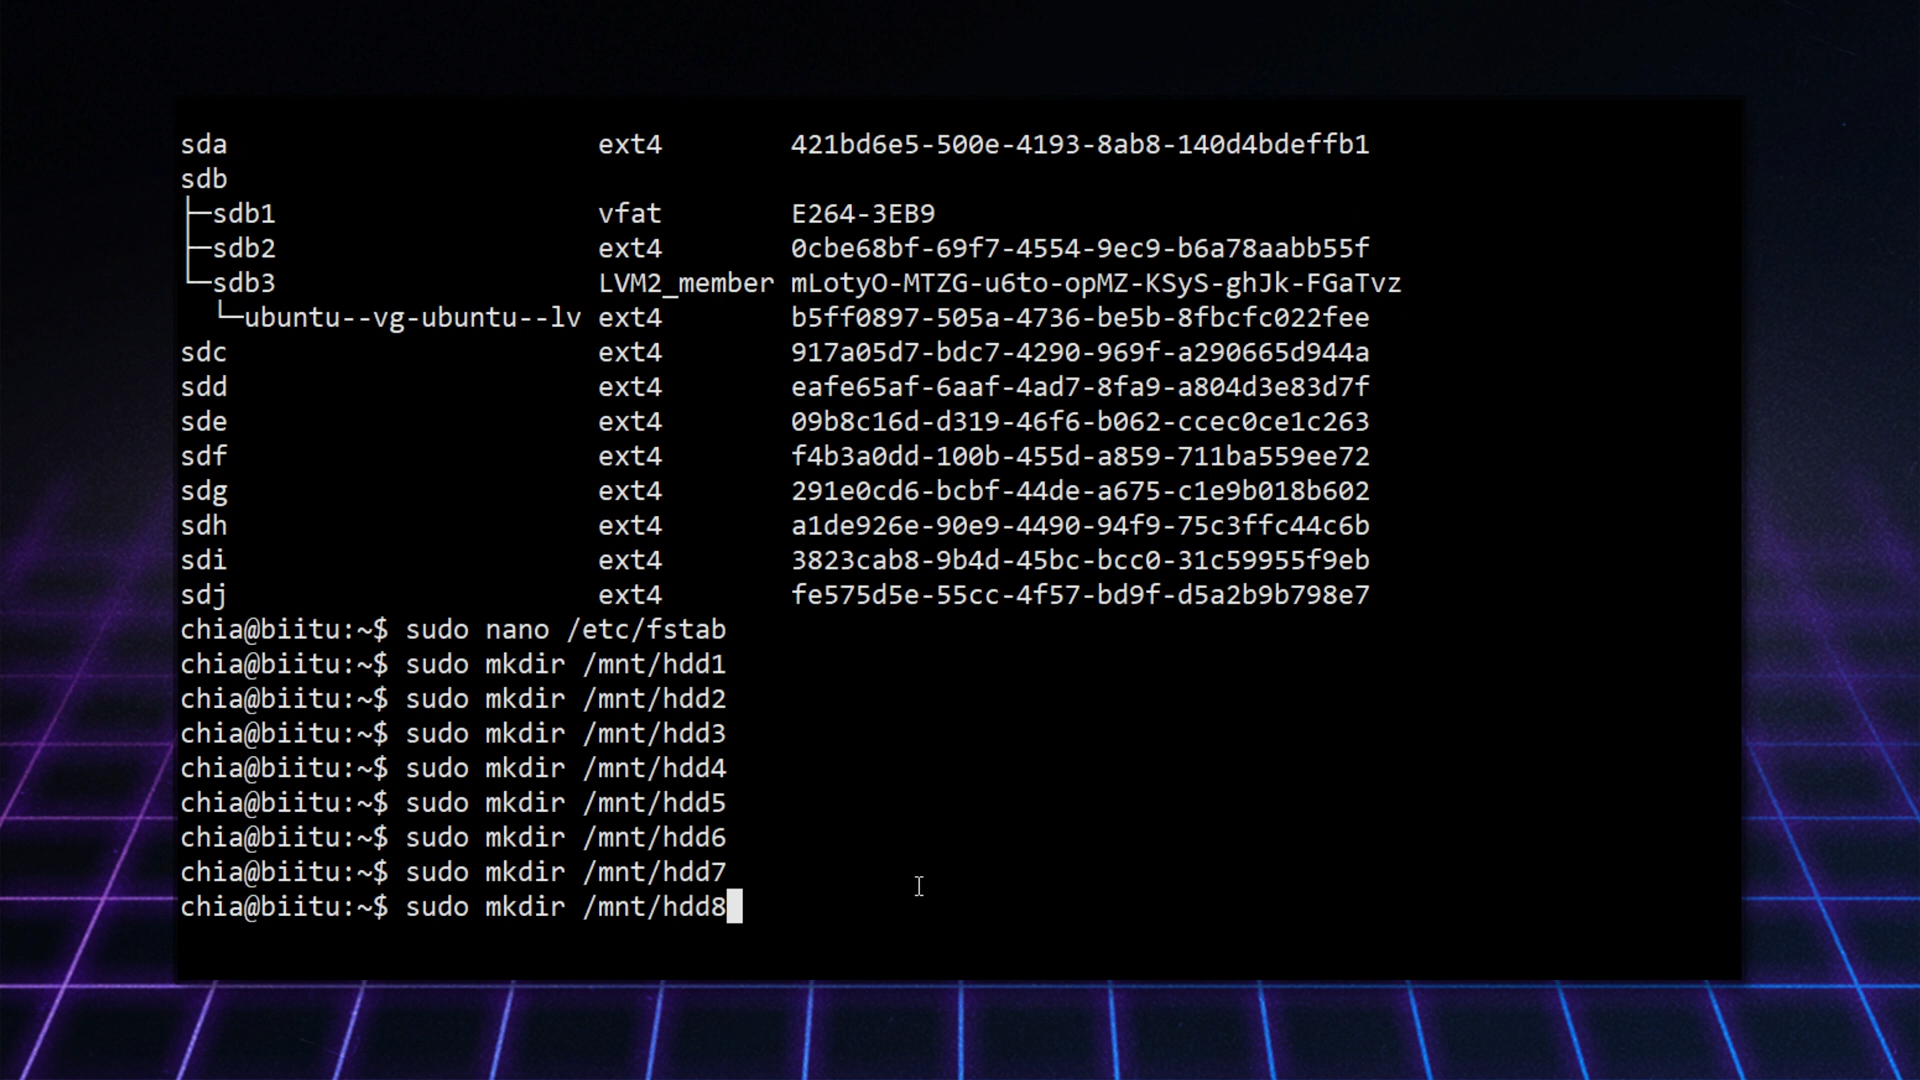 sda ext4 421bd6e5-500e-4193-8ab8-140d4bdeffb1
sdb
├─sdb1 vfat E264-3EB9
├─sdb2 ext4 0cbe68bf-69f7-4554-9ec9-b6a78aabb55f
└─sdb3 LVM2_member mLotyO-MTZG-u6to-opMZ-KSyS-ghJk-FGaTvz
└─ubuntu--vg-ubuntu--lv ext4 b5ff0897-505a-4736-be5b-8fbcfc022fee
sdc ext4 917a05d7-bdc7-4290-969f-a290665d944a
sdd ext4 eafe65af-6aaf-4ad7-8fa9-a804d3e83d7f
sde ext4 09b8c16d-d319-46f6-b062-ccec0ce1c263
sdf ext4 f4b3a0dd-100b-455d-a859-711ba559ee72
sdg ext4 291e0cd6-bcbf-44de-a675-c1e9b018b602
sdh ext4 a1de926e-90e9-4490-94f9-75c3ffc44c6b
sdi ext4 3823cab8-9b4d-45bc-bcc0-31c59955f9eb
sdj ext4 fe575d5e-55cc-4f57-bd9f-d5a2b9b798e7
chia@biitu:~$ sudo nano /etc/fstab
chia@biitu:~$ sudo mkdir /mnt/hdd1
chia@biitu:~$ sudo mkdir /mnt/hdd2
chia@biitu:~$ sudo mkdir /mnt/hdd3
chia@biitu:~$ sudo mkdir /mnt/hdd4
chia@biitu:~$ sudo mkdir /mnt/hdd5
chia@biitu:~$ sudo mkdir /mnt/hdd6
chia@biitu:~$ sudo mkdir /mnt/hdd7
chia@biitu:~$ sudo mkdir /mnt/hdd8